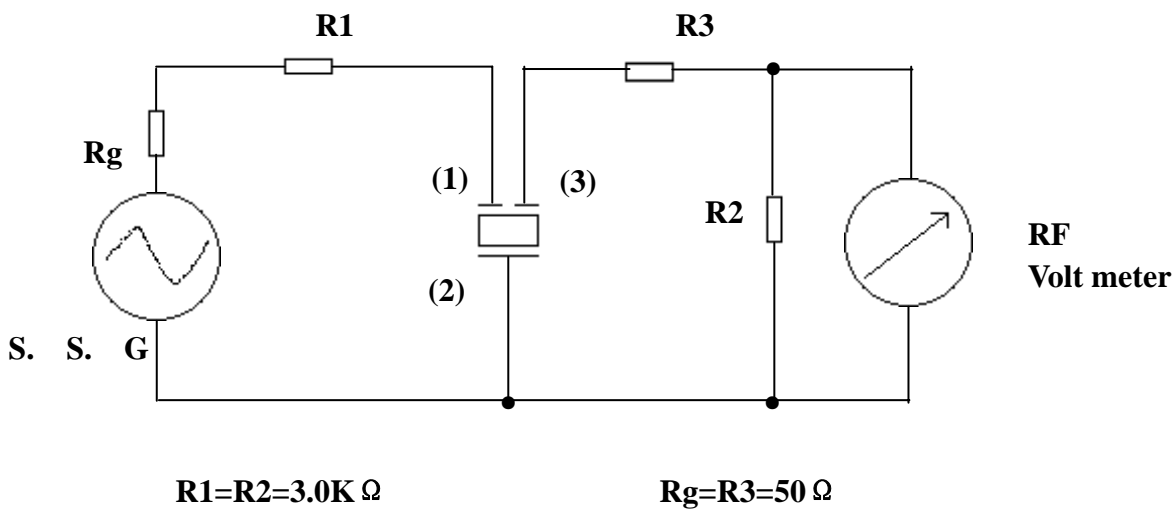 R1
R3
Rg
(1)
(3)
R2
RF
Volt meter
(2)
S. S. G
R1=R2=3.0K Ω
Rg=R3=50 Ω